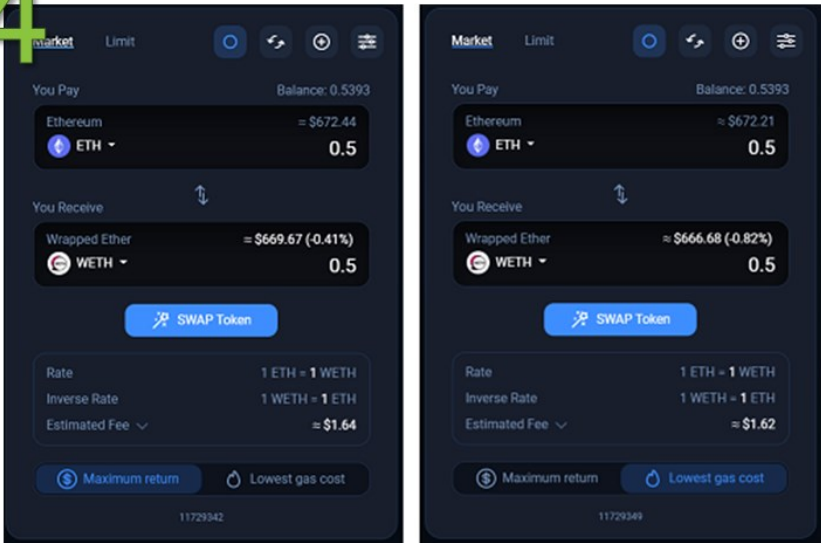 4
Market Limit
You Pay Balance: 0.5393
Ethereum = $672.44
ETH 0.5
You Receive
Wrapped Ether ≈ $669.67 (-0.41%)
WETH 0.5
SWAP Token
Rate 1 ETH = 1 WETH
Inverse Rate 1 WETH = 1 ETH
Estimated Fee ≈ $1.64
Maximum return Lowest gas cost
11729342
Market Limit
You Pay Balance: 0.5393
Ethereum ≈ $672.21
ETH 0.5
You Receive
Wrapped Ether ≈ $666.68 (-0.82%)
WETH 0.5
SWAP Token
Rate 1 ETH = 1 WETH
Inverse Rate 1 WETH = 1 ETH
Estimated Fee ≈ $1.62
Maximum return Lowest gas cost
11729349